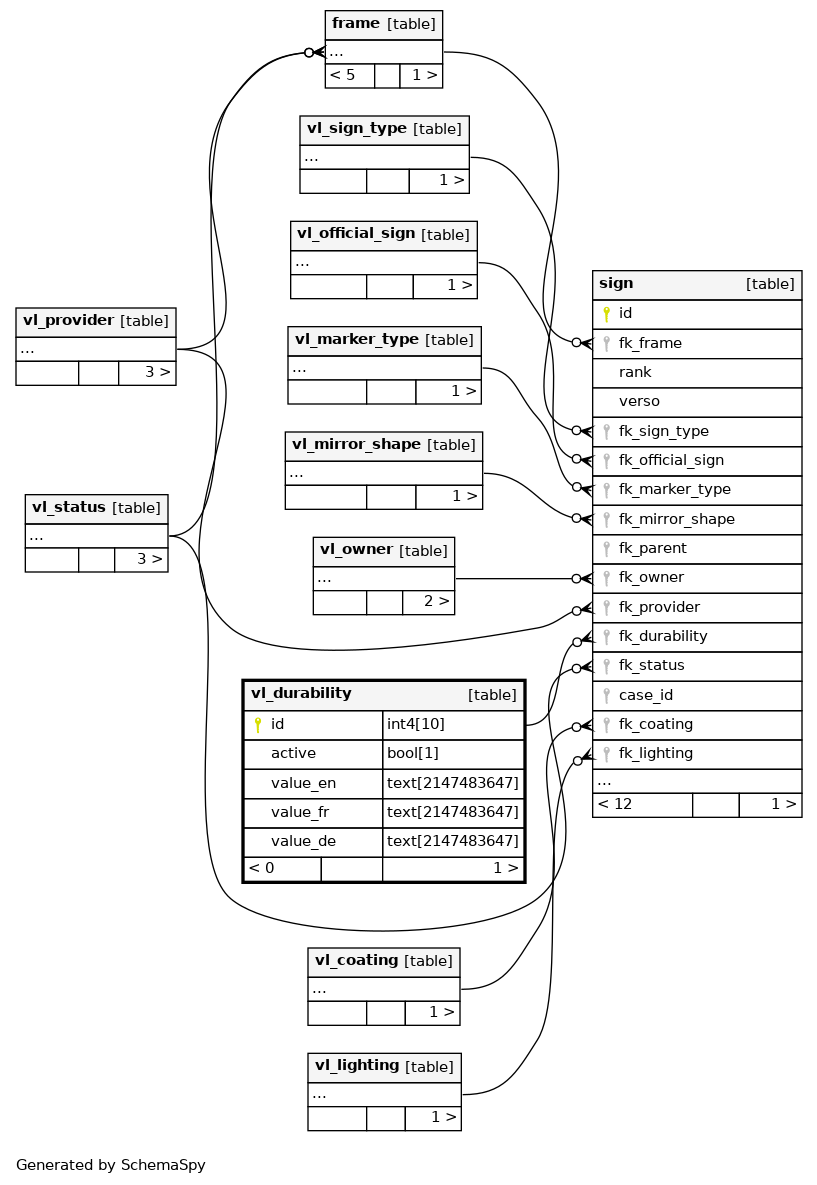 frame [table]
...
< 5 1 >
vl_sign_type [table]
...
1 >
vl_official_sign [table]
...
1 >
vl_marker_type [table]
...
1 >
vl_mirror_shape [table]
...
1 >
vl_owner [table]
...
2 >
vl_provider [table]
...
3 >
vl_status [table]
...
3 >
vl_durability [table]
id int4[10]
active bool[1]
value_en text[2147483647]
value_fr text[2147483647]
value_de text[2147483647]
< 0 1 >
vl_coating [table]
...
1 >
vl_lighting [table]
...
1 >
sign [table]
id
fk_frame
rank
verso
fk_sign_type
fk_official_sign
fk_marker_type
fk_mirror_shape
fk_parent
fk_owner
fk_provider
fk_durability
fk_status
case_id
fk_coating
fk_lighting
...
< 12 1 >
Generated by SchemaSpy